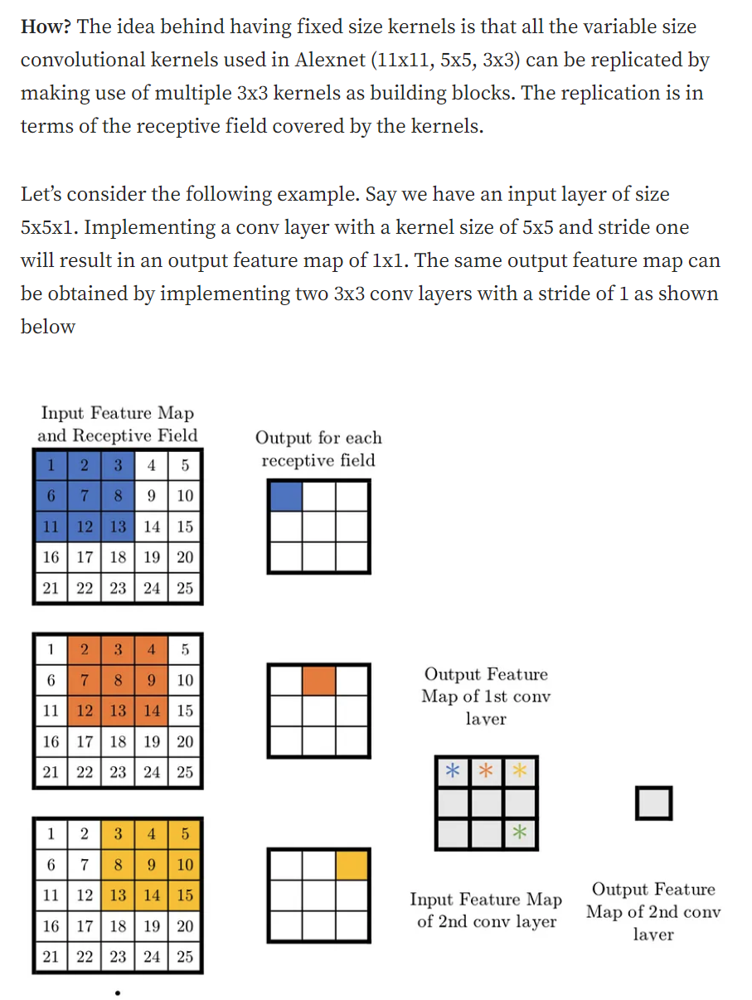 How? The idea behind having fixed size kernels is that all the variable size
convolutional kernels used in Alexnet (11x11, 5x5, 3x3) can be replicated by
making use of multiple 3x3 kernels as building blocks. The replication is in
terms of the receptive field covered by the kernels.
Let’s consider the following example. Say we have an input layer of size
5x5x1. Implementing a conv layer with a kernel size of 5x5 and stride one
will result in an output feature map of 1x1. The same output feature map can
be obtained by implementing two 3x3 conv layers with a stride of 1 as shown
below
Input Feature Map
and Receptive Field
1 2 3 4 5
6 7 8 9 10
11 12 13 14 15
16 17 18 19 20
21 22 23 24 25
Output for each
receptive field
1 2 3 4 5
6 7 8 9 10
11 12 13 14 15
16 17 18 19 20
21 22 23 24 25
Output Feature
Map of 1st conv
layer
* * *
*
1 2 3 4 5
6 7 8 9 10
11 12 13 14 15
16 17 18 19 20
21 22 23 24 25
Input Feature Map
of 2nd conv layer
Output Feature
Map of 2nd conv
layer